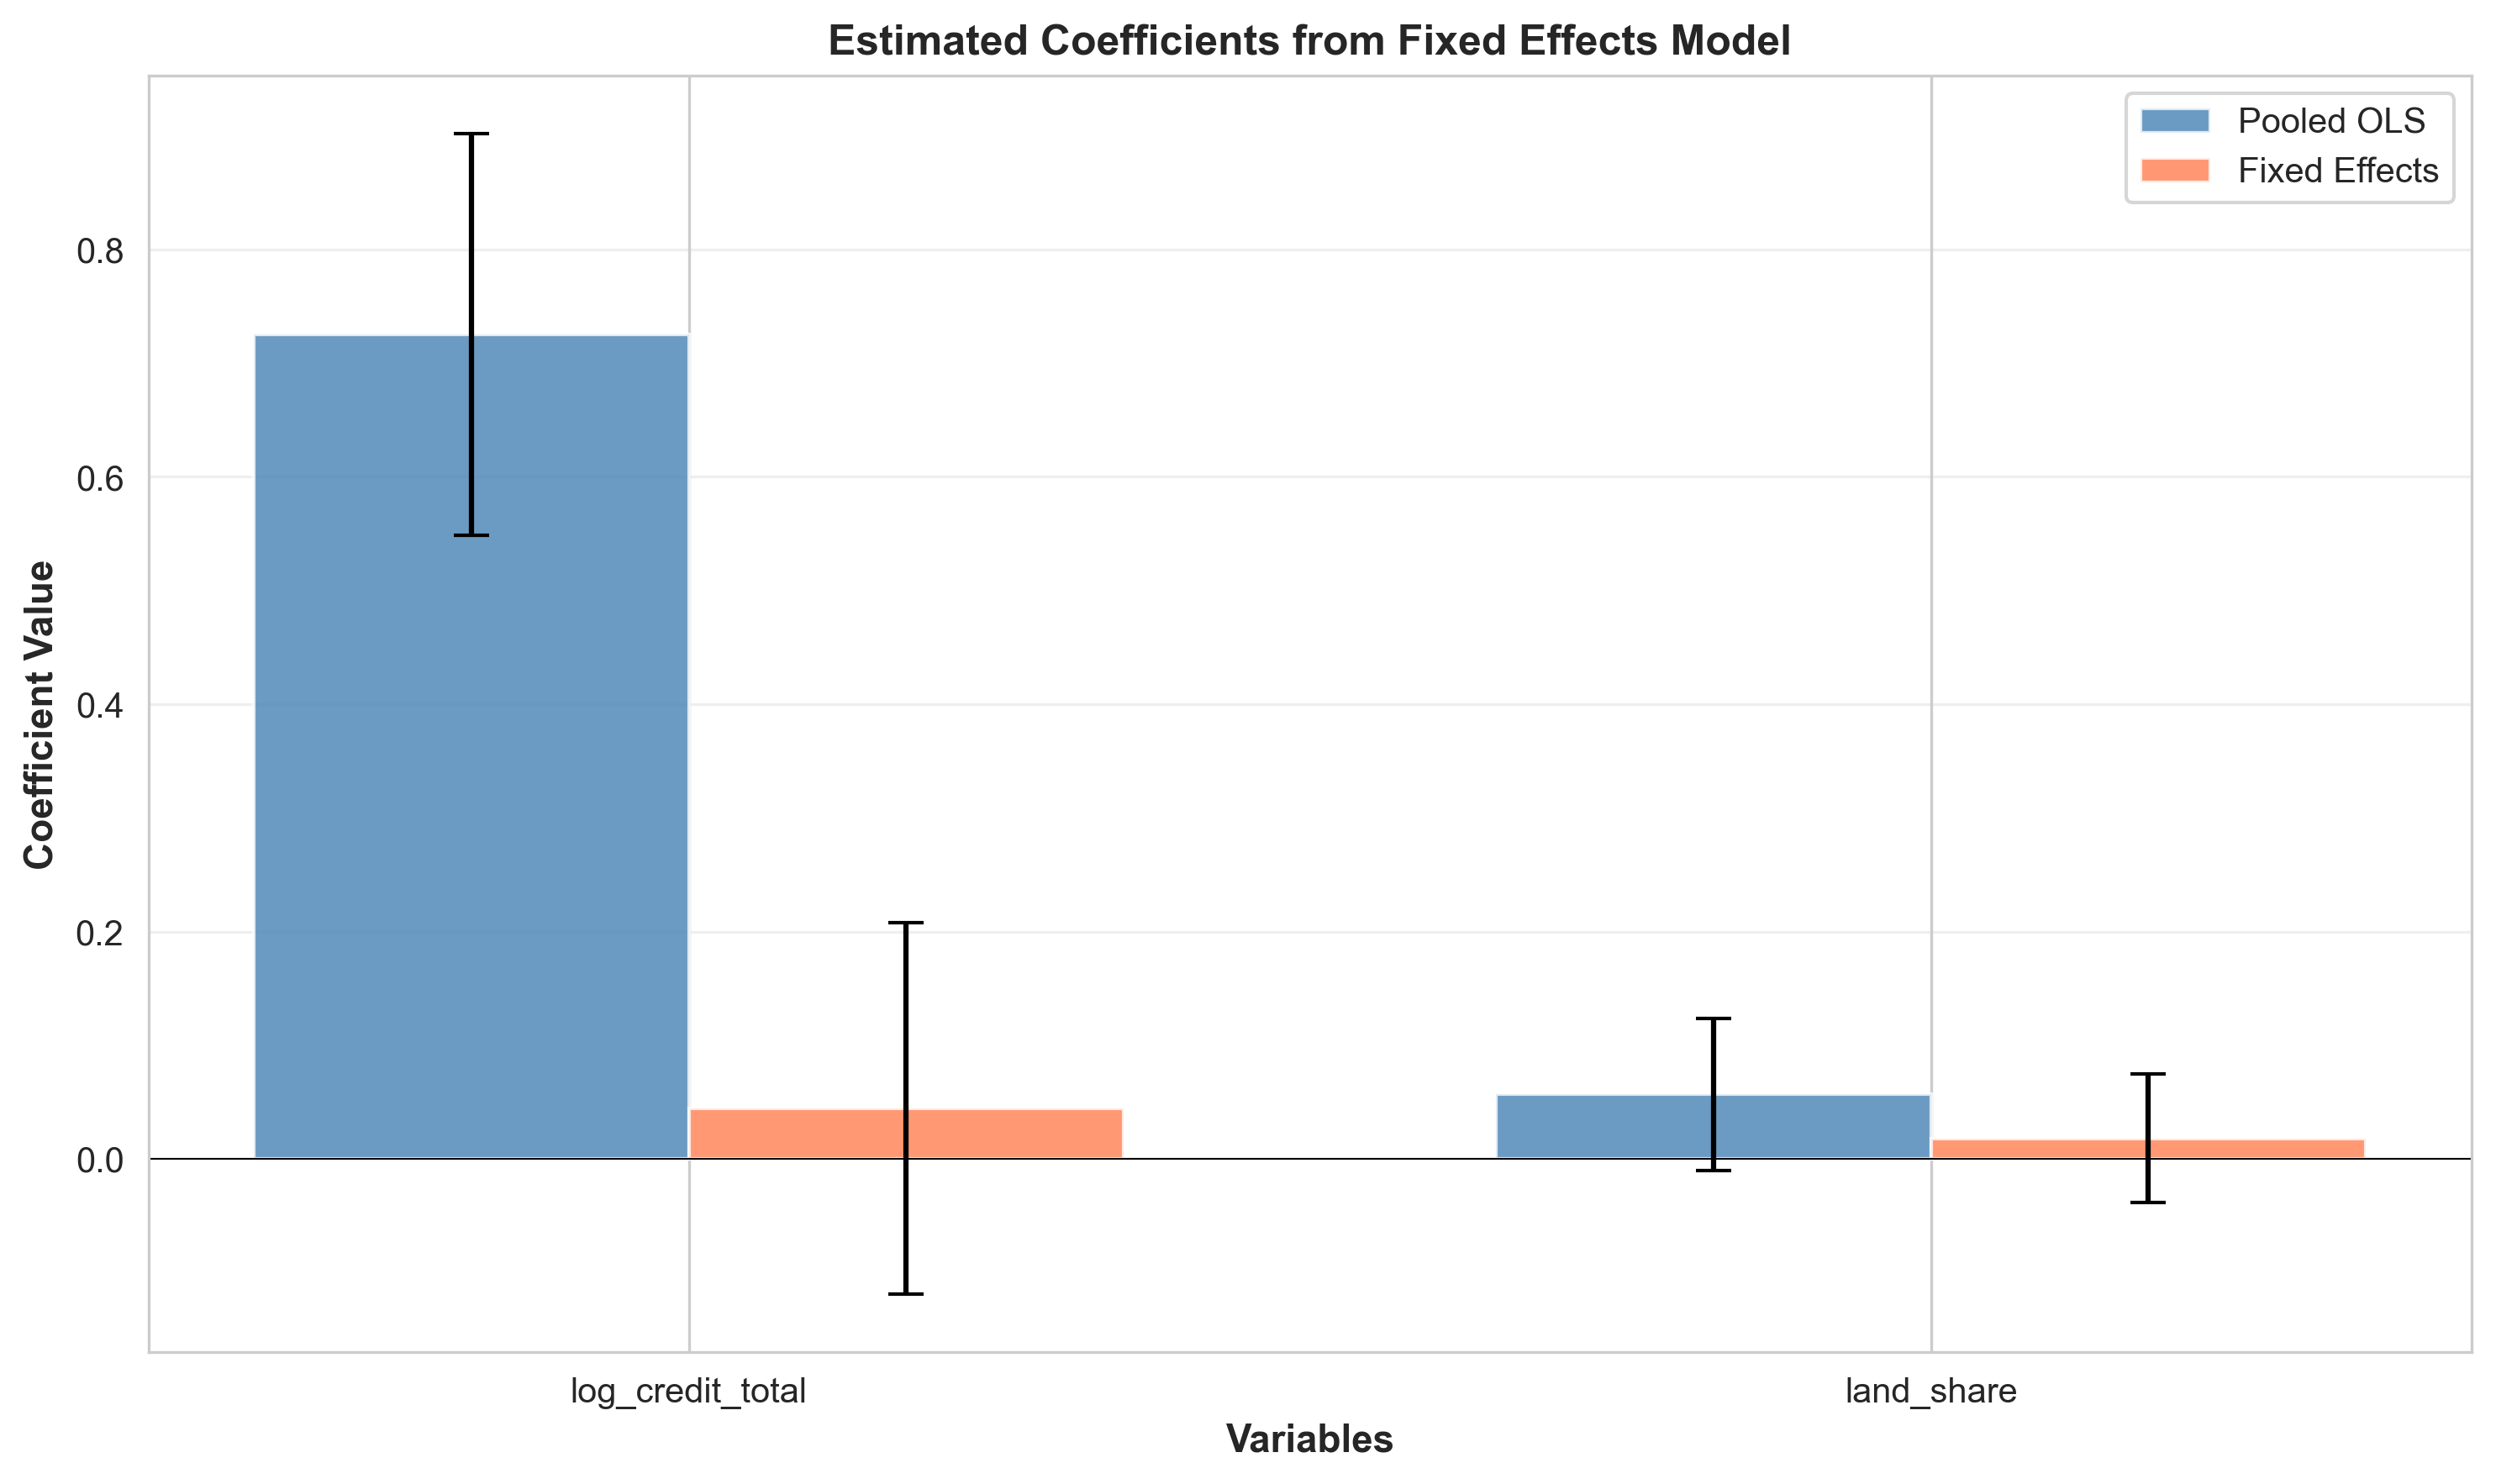 Estimated Coefficients from Fixed Effects Model
Pooled OLS
Fixed Effects
Coefficient Value
0.8
0.6
0.4
0.2
0.0
log_credit_total
land_share
Variables